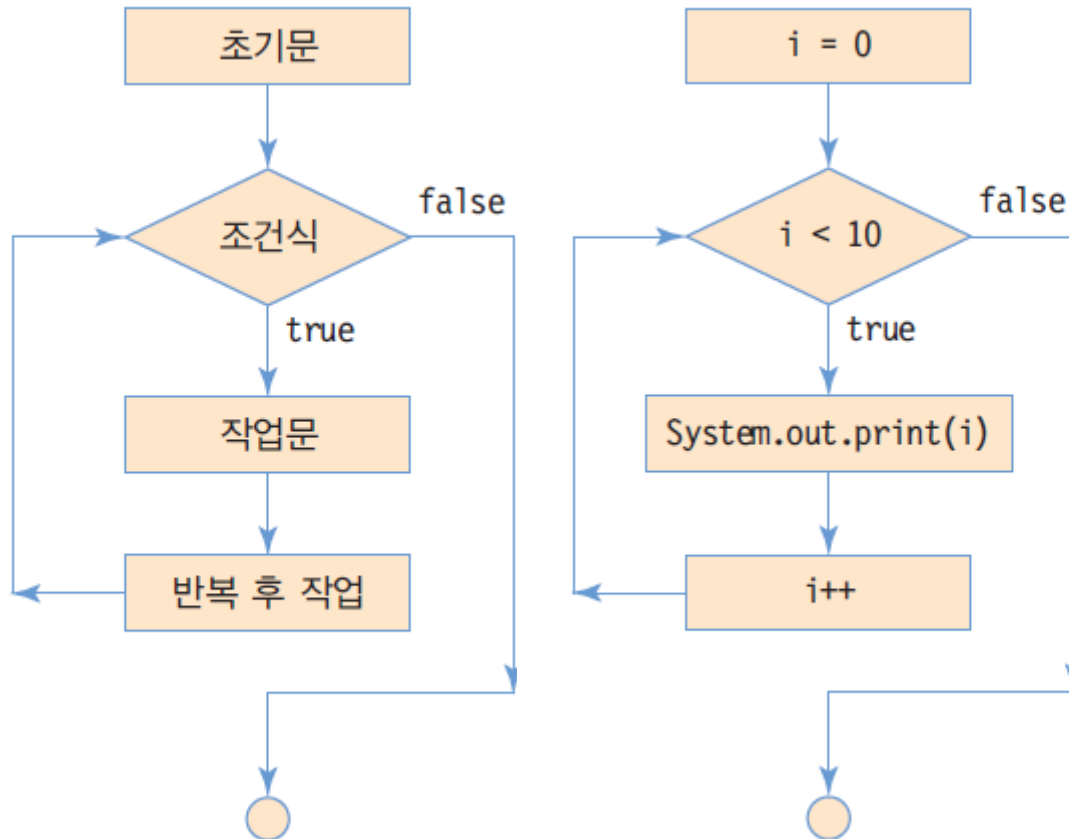 초기문
조건식
false
true
작업문
반복 후 작업
i = 0
i < 10
false
true
System.out.print(i)
i++